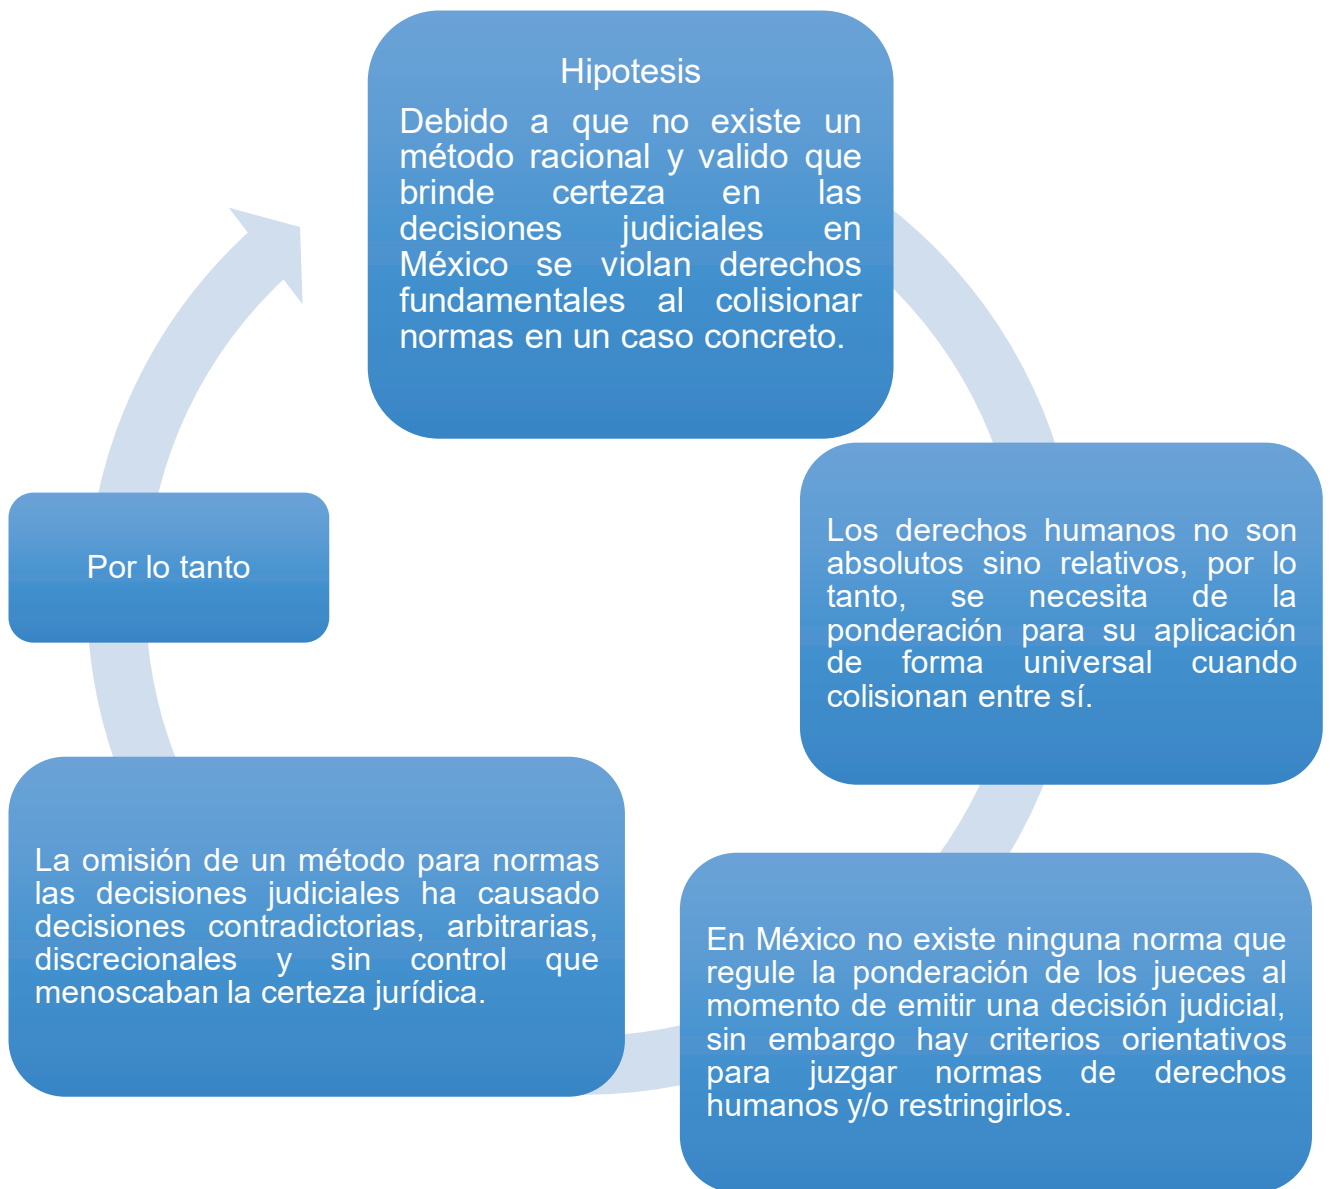 Hipotesis
Debido a que no existe un
método racional y valido que
brinde certeza en las
decisiones judiciales en
México se violan derechos
fundamentales al colisionar
normas en un caso concreto.
Los derechos humanos no son
absolutos sino relativos, por lo
tanto, se necesita de la
ponderación para su aplicación
de forma universal cuando
colisionan entre sí.
En México no existe ninguna norma que
regule la ponderación de los jueces al
momento de emitir una decisión judicial,
sin embargo hay criterios orientativos
para juzgar normas de derechos
humanos y/o restringirlos.
La omisión de un método para normas
las decisiones judiciales ha causado
decisiones contradictorias, arbitrarias,
discrecionales y sin control que
menoscaban la certeza jurídica.
Por lo tanto